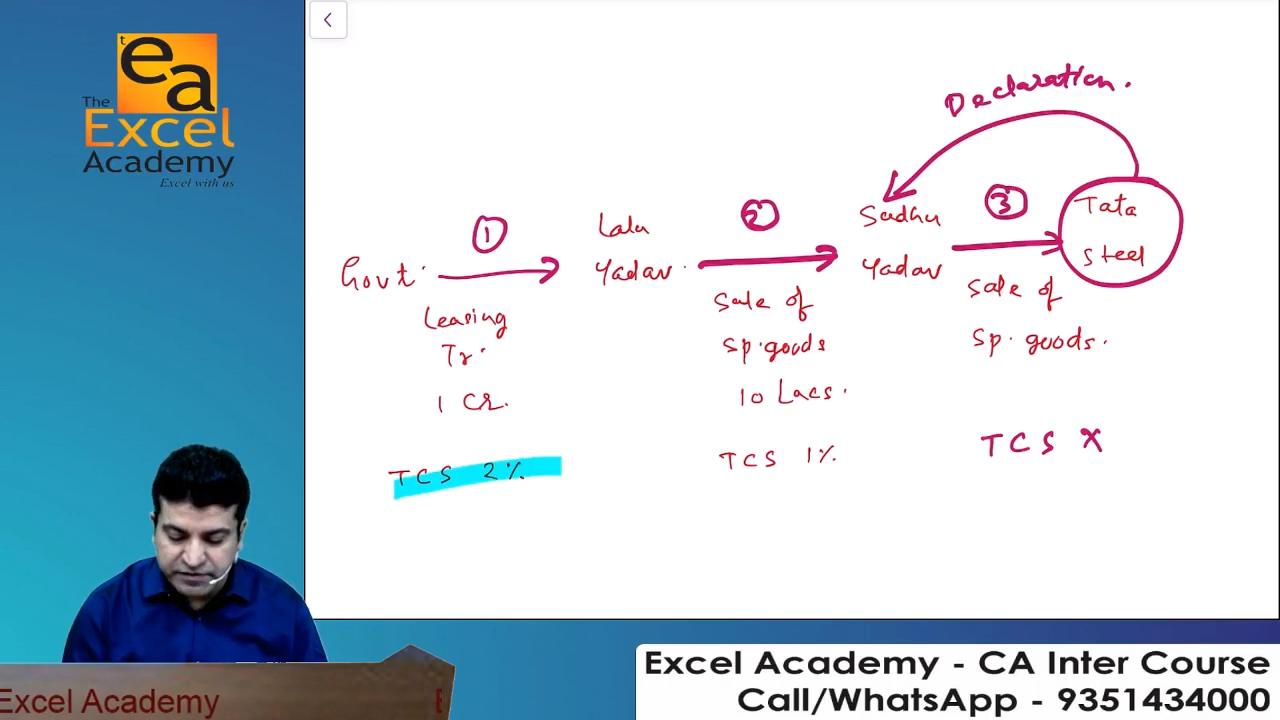 t
ea
The
Excel
Academy
Excel with us
Declaration.
1
Govt.
Leasing
Tr.
1 Cr.
TCS 2%
Lalu
Yadav.
2
Sale of
sp. goods
10 Lacs.
TCS 1%
Sadhu
Yadav
3
Sale of
Sp. goods.
TCS X
Tata
Steel
Excel Academy
E
Excel Academy - CA Inter Course
Call/WhatsApp - 9351434000